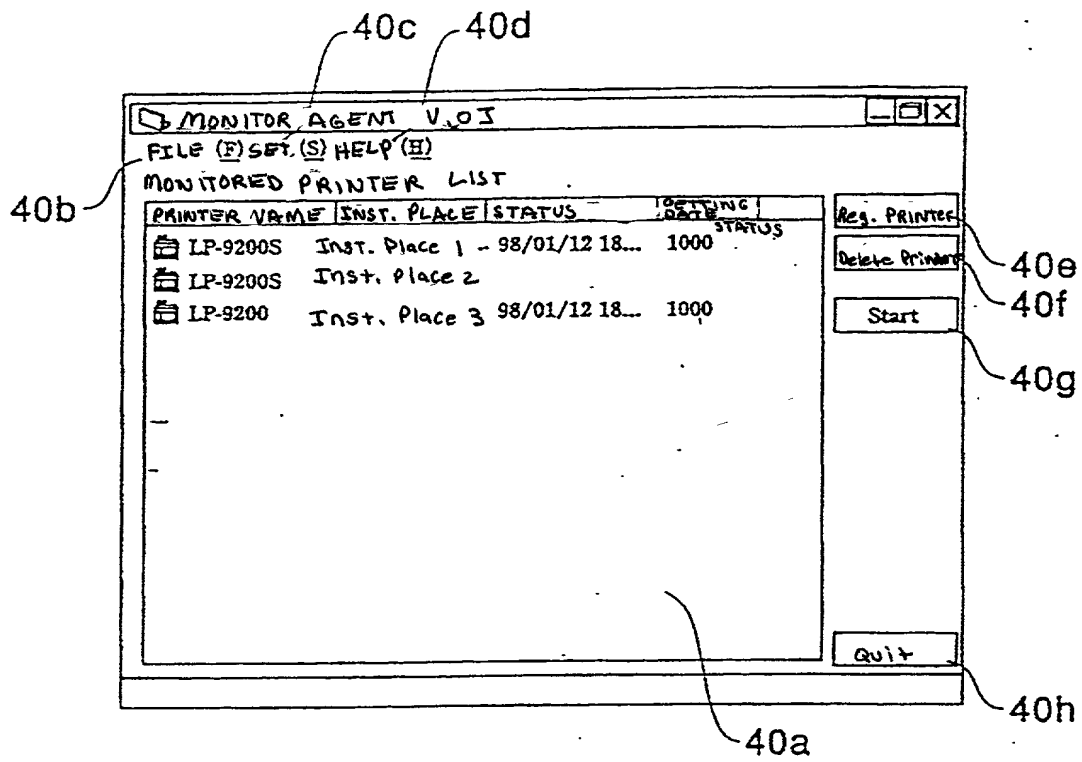 40c 40d
MONITOR AGENT V.0J
FILE (F) SET. (S) HELP (H)
MONITORED PRINTER LIST
40b
PRINTER NAME INST. PLACE STATUS GETTING DATE STATUS
Reg. PRINTER
LP-9200S Inst. Place 1 - 98/01/12 18... 1000
Delete Printer
40e
LP-9200S Inst. Place 2
40f
LP-9200 Inst. Place 3 98/01/12 18... 1000
Start
40g
Quit
40h
40a